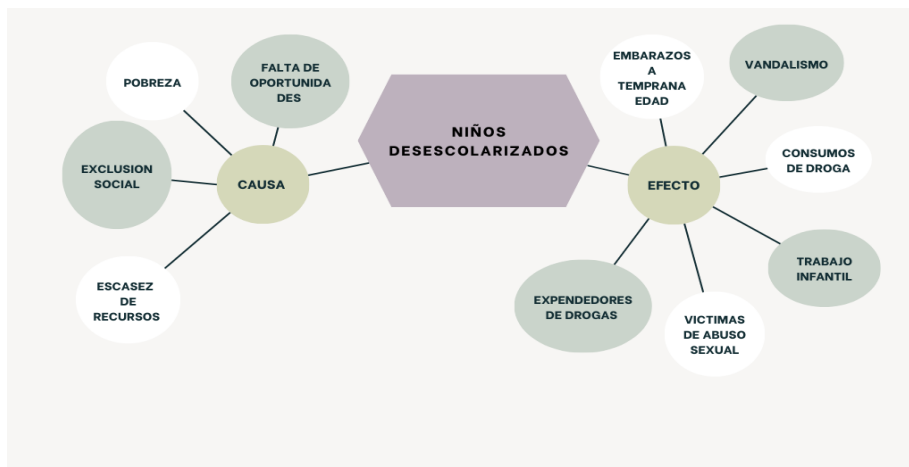 NIÑOS
DESESCOLARIZADOS
CAUSA
POBREZA
FALTA DE
OPORTUNIDA
DES
EXCLUSION
SOCIAL
ESCASEZ
DE
RECURSOS
EFECTO
EMBARAZOS
A
TEMPRANA
EDAD
VANDALISMO
CONSUMOS
DE DROGA
TRABAJO
INFANTIL
VICTIMAS
DE ABUSO
SEXUAL
EXPENDEDORES
DE DROGAS